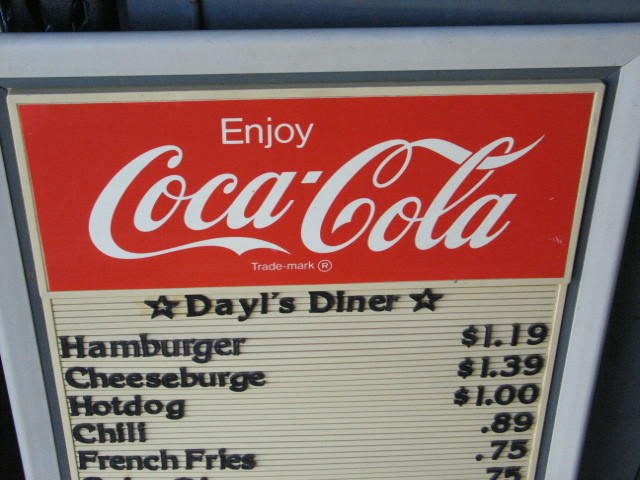 Enjoy
Coca-Cola
Trade-mark ®
☆ Dayl's Diner ☆
Hamburger $1.19
Cheeseburge $1.39
Hotdog $1.00
Chili .89
French Fries .75